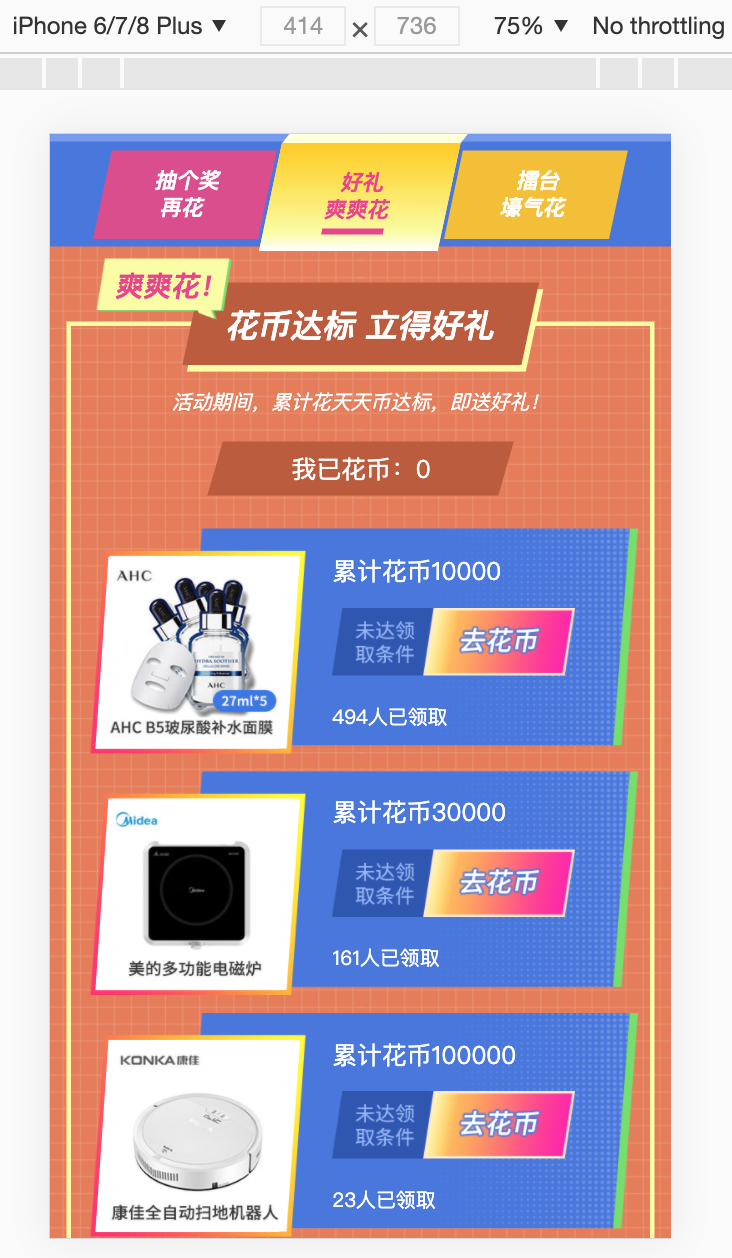 iPhone 6/7/8 Plus ▼ 414 × 736 75% ▼ No throttling
抽个奖
再花
好礼
爽爽花
擂台
壕气花
爽爽花!
花币达标 立得好礼
活动期间，累计花天天币达标，即送好礼!
我已花币：0
AHC
HYDRA SOOTHER
AHC
27ml*5
AHC B5玻尿酸补水面膜
累计花币10000
未达领
取条件
去花币
494人已领取
Midea
Midea
美的多功能电磁炉
累计花币30000
未达领
取条件
去花币
161人已领取
KONKA康佳
康佳全自动扫地机器人
累计花币100000
未达领
取条件
去花币
23人已领取